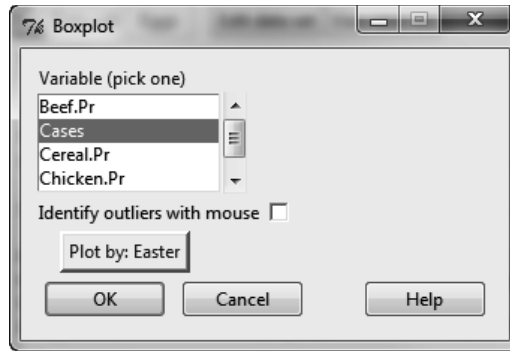 Boxplot
Variable (pick one)
Beef.Pr
Cases
Cereal.Pr
Chicken.Pr
Identify outliers with mouse
Plot by: Easter
OK Cancel Help